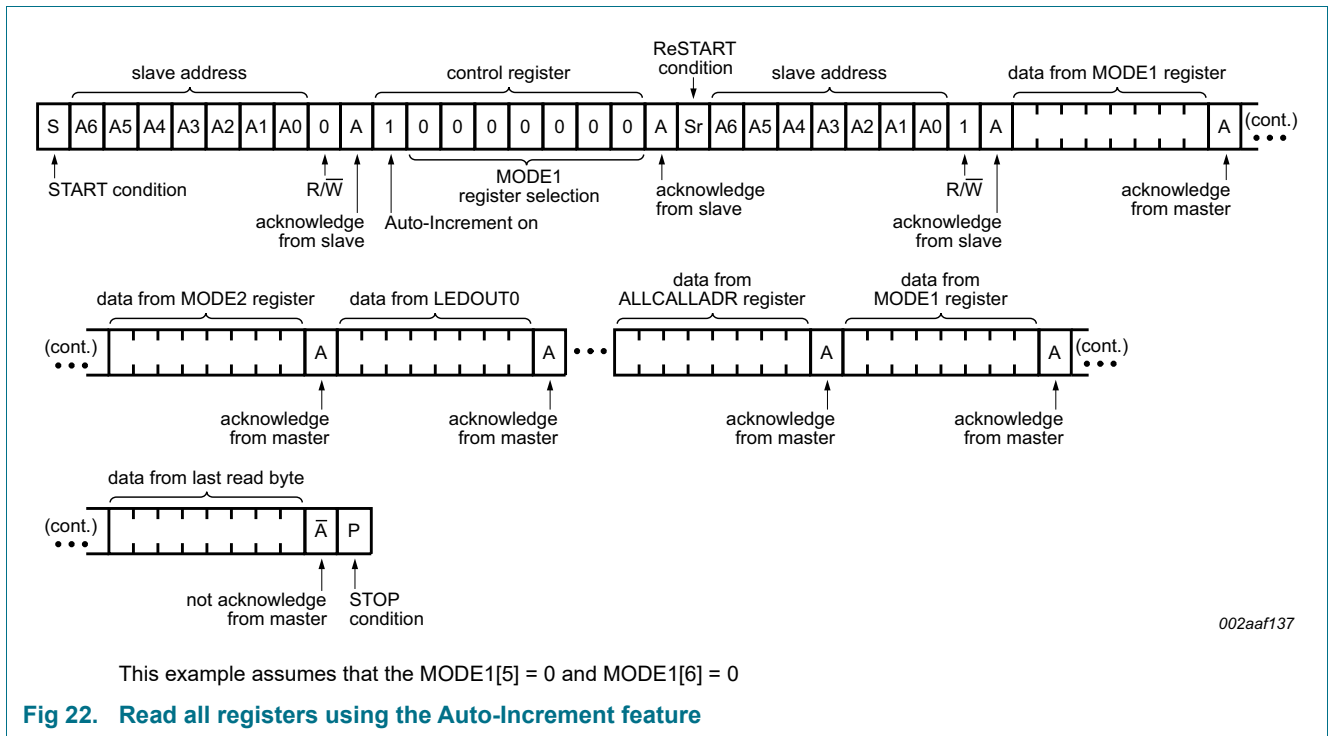 ReSTART
condition
slave address
control register
slave address
data from MODE1 register
S A6 A5 A4 A3 A2 A1 A0 0 A 1 0 0 0 0 0 0 0 A Sr A6 A5 A4 A3 A2 A1 A0 1 A A (cont.)
START condition
R/W̅
acknowledge
from slave
Auto-Increment on
MODE1
register selection
acknowledge
from slave
R/W̅
acknowledge
from slave
acknowledge
from master
data from MODE2 register
data from LEDOUT0
data from
ALLCALLADR register
data from
MODE1 register
(cont.) A A A A (cont.)
acknowledge
from master
acknowledge
from master
acknowledge
from master
acknowledge
from master
data from last read byte
(cont.) A̅ P
not acknowledge
from master
STOP
condition
002aaf137
This example assumes that the MODE1[5] = 0 and MODE1[6] = 0
Fig 22. Read all registers using the Auto-Increment feature